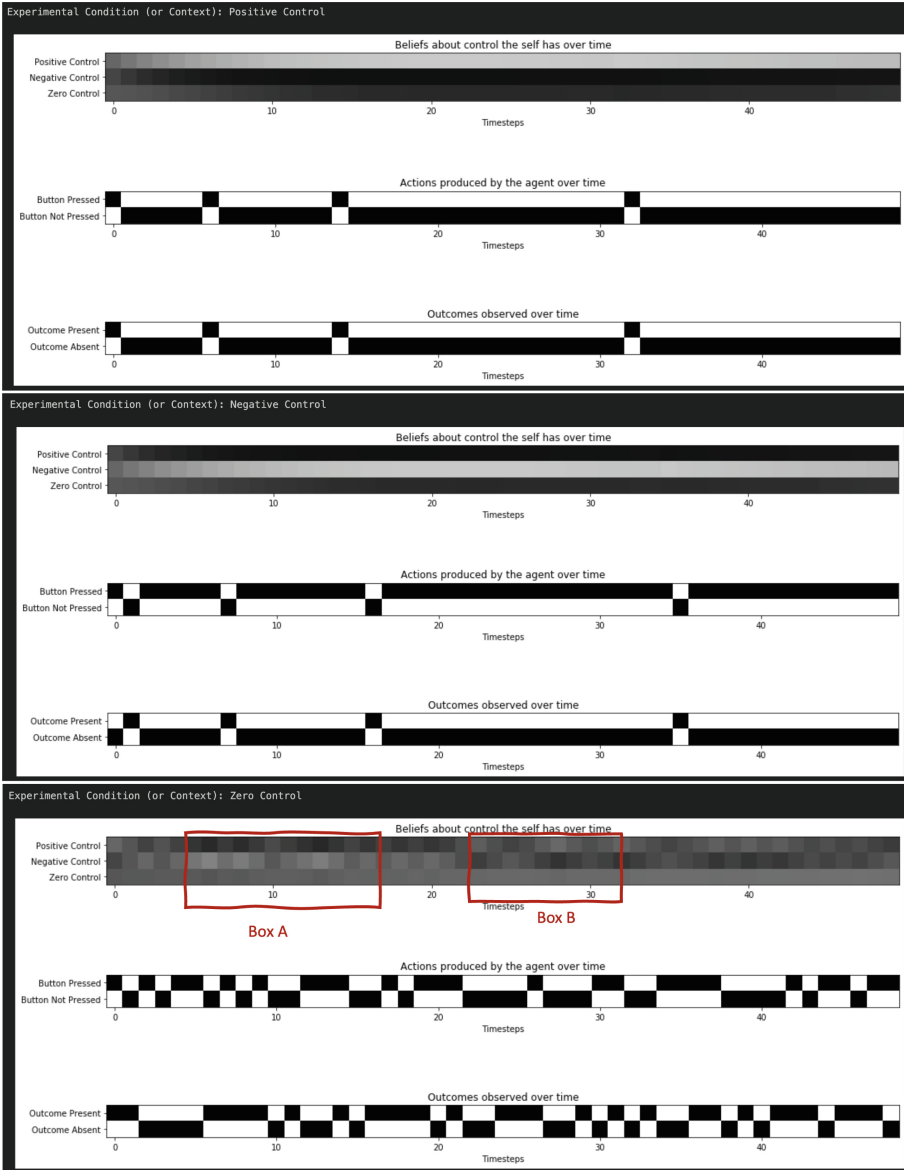 Experimental Condition (or Context): Positive Control
Beliefs about control the self has over time
Positive Control
Negative Control
Zero Control
0 10 20 30 40
Timesteps
Actions produced by the agent over time
Button Pressed
Button Not Pressed
0 10 20 30 40
Timesteps
Outcomes observed over time
Outcome Present
Outcome Absent
0 10 20 30 40
Timesteps
Experimental Condition (or Context): Negative Control
Beliefs about control the self has over time
Positive Control
Negative Control
Zero Control
0 10 20 30 40
Timesteps
Actions produced by the agent over time
Button Pressed
Button Not Pressed
0 10 20 30 40
Timesteps
Outcomes observed over time
Outcome Present
Outcome Absent
0 10 20 30 40
Timesteps
Experimental Condition (or Context): Zero Control
Beliefs about control the self has over time
Positive Control
Negative Control
Zero Control
0 10 20 30 40
Timesteps
Box A
Box B
Actions produced by the agent over time
Button Pressed
Button Not Pressed
0 10 20 30 40
Timesteps
Outcomes observed over time
Outcome Present
Outcome Absent
0 10 20 30 40
Timesteps